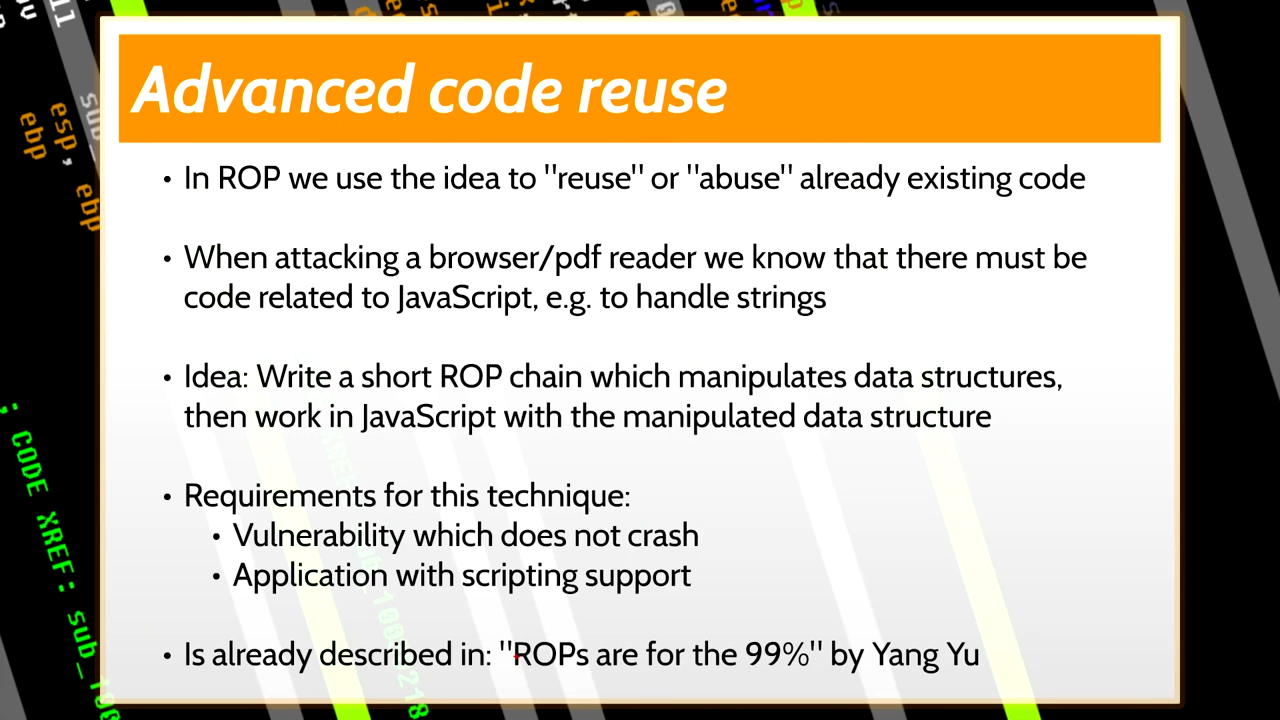 Advanced code reuse
• In ROP we use the idea to "reuse" or "abuse" already existing code
• When attacking a browser/pdf reader we know that there must be
code related to JavaScript, e.g. to handle strings
• Idea: Write a short ROP chain which manipulates data structures,
then work in JavaScript with the manipulated data structure
• Requirements for this technique:
• Vulnerability which does not crash
• Application with scripting support
• Is already described in: "ROPs are for the 99%" by Yang Yu
sub_
esp, ebp
ebp
; CODE XREF: sub_100